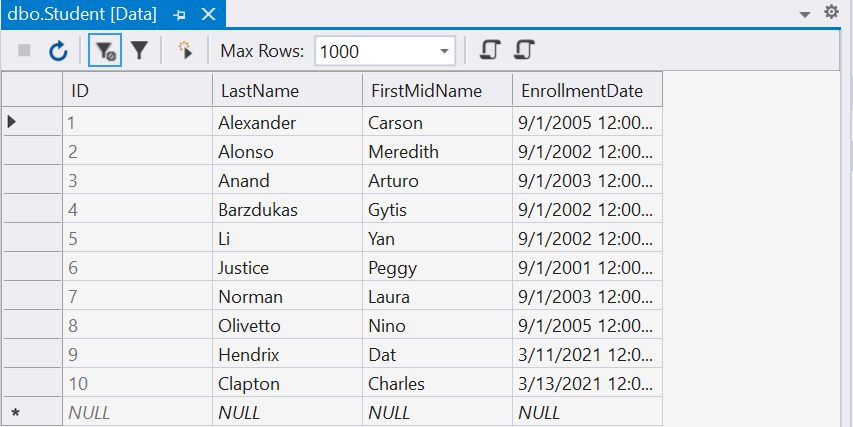 dbo.Student [Data]
Max Rows: 1000
ID LastName FirstMidName EnrollmentDate
1 Alexander Carson 9/1/2005 12:00...
2 Alonso Meredith 9/1/2002 12:00...
3 Anand Arturo 9/1/2003 12:00...
4 Barzdukas Gytis 9/1/2002 12:00...
5 Li Yan 9/1/2002 12:00...
6 Justice Peggy 9/1/2001 12:00...
7 Norman Laura 9/1/2003 12:00...
8 Olivetto Nino 9/1/2005 12:00...
9 Hendrix Dat 3/11/2021 12:0...
10 Clapton Charles 3/13/2021 12:0...
* NULL NULL NULL NULL